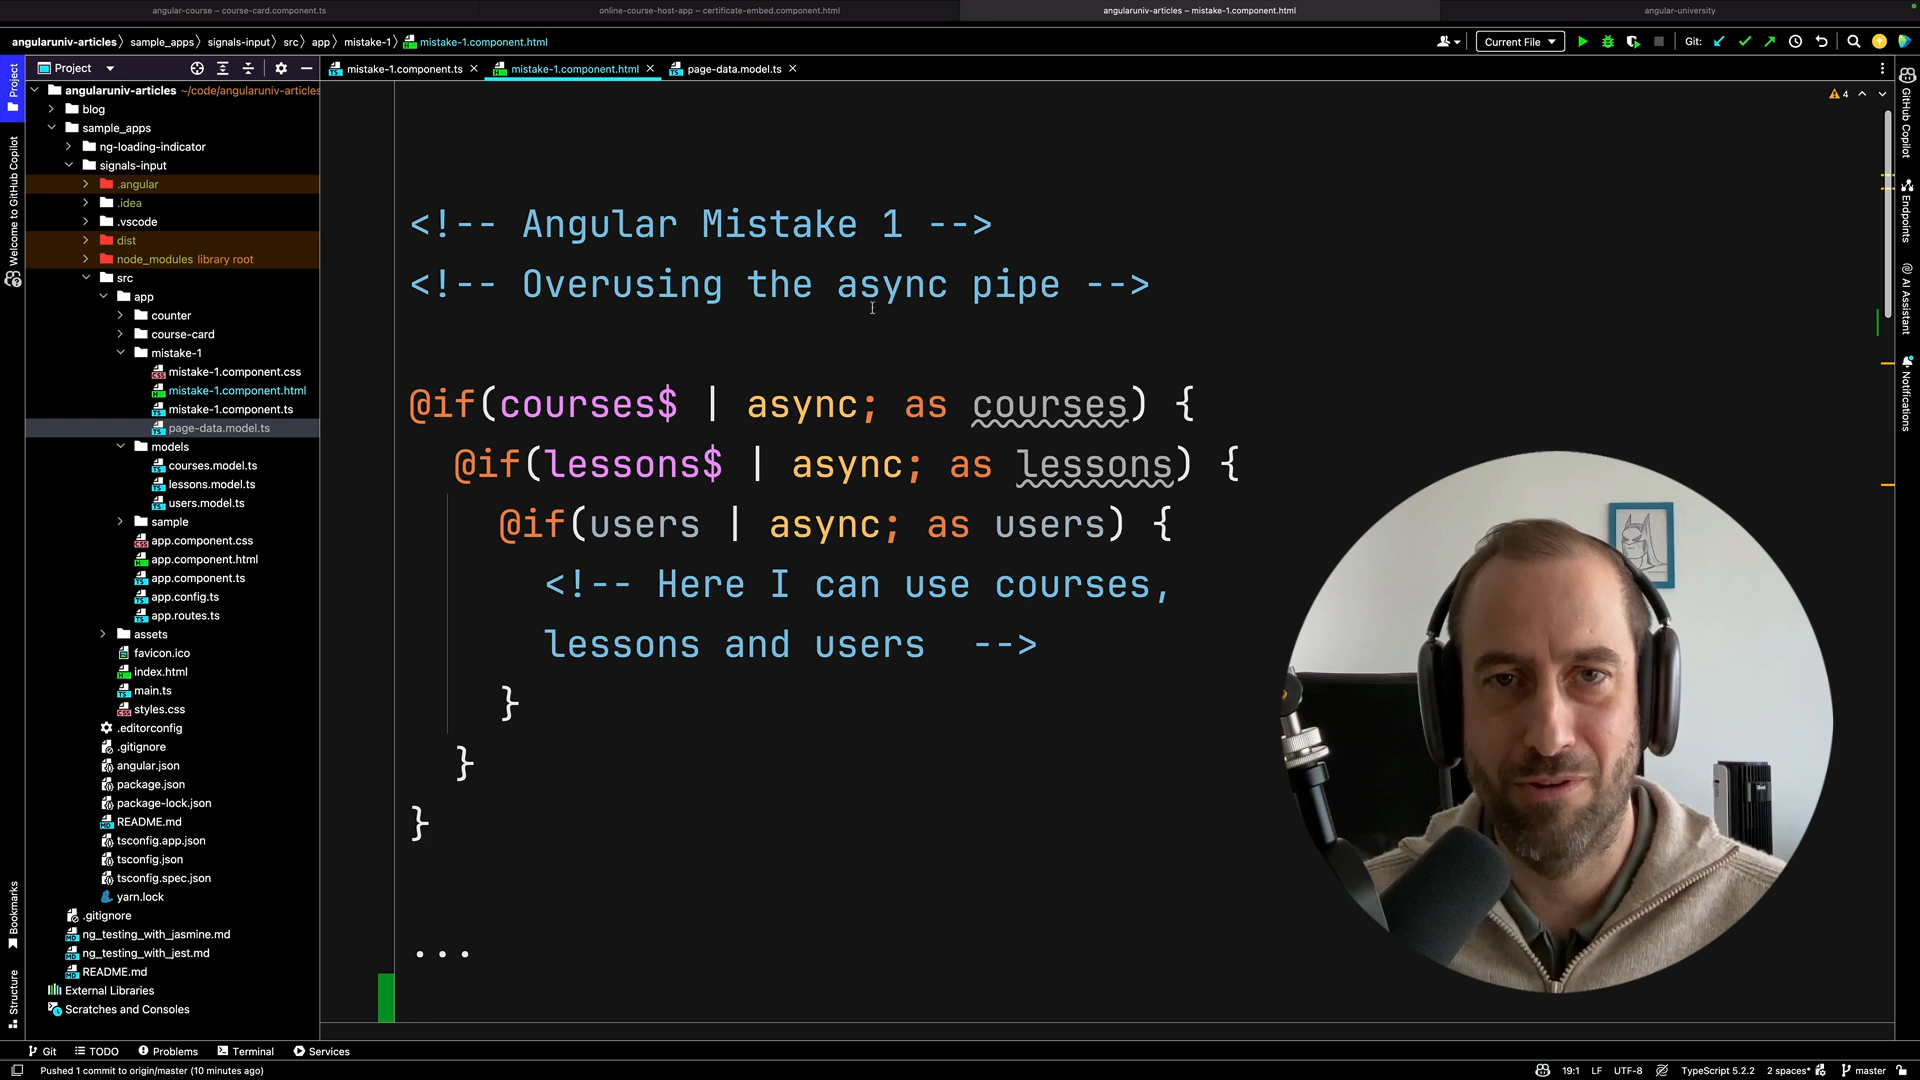 angular-course – course-card.component.ts
online-course-host-app – certificate-embed.component.html
angularuniv-articles – mistake-1.component.html
angular-university
angularuniv-articles
sample_apps
signals-input
src
app
mistake-1
mistake-1.component.html
Current File
Git:
Project
mistake-1.component.ts
mistake-1.component.html
page-data.model.ts
Project
Welcome to GitHub Copilot
Bookmarks
Structure
angularuniv-articles ~/code/angularuniv-articles
blog
sample_apps
ng-loading-indicator
signals-input
.angular
.idea
.vscode
dist
node_modules library root
src
app
counter
course-card
mistake-1
mistake-1.component.css
mistake-1.component.html
mistake-1.component.ts
page-data.model.ts
models
courses.model.ts
lessons.model.ts
users.model.ts
sample
app.component.css
app.component.html
app.component.ts
app.config.ts
app.routes.ts
assets
favicon.ico
index.html
main.ts
styles.css
.editorconfig
.gitignore
angular.json
package.json
package-lock.json
README.md
tsconfig.app.json
tsconfig.json
tsconfig.spec.json
yarn.lock
.gitignore
ng_testing_with_jasmine.md
ng_testing_with_jest.md
README.md
External Libraries
Scratches and Consoles
4
<!-- Angular Mistake 1 -->
<!-- Overusing the async pipe -->
@if(courses$ | async; as courses) {
@if(lessons$ | async; as lessons) {
@if(users | async; as users) {
<!-- Here I can use courses,
lessons and users  -->
}
}
}
...
GitHub Copilot
Endpoints
AI Assistant
Notifications
Git
TODO
Problems
Terminal
Services
Pushed 1 commit to origin/master (10 minutes ago)
19:1
LF
UTF-8
TypeScript 5.2.2
2 spaces*
master